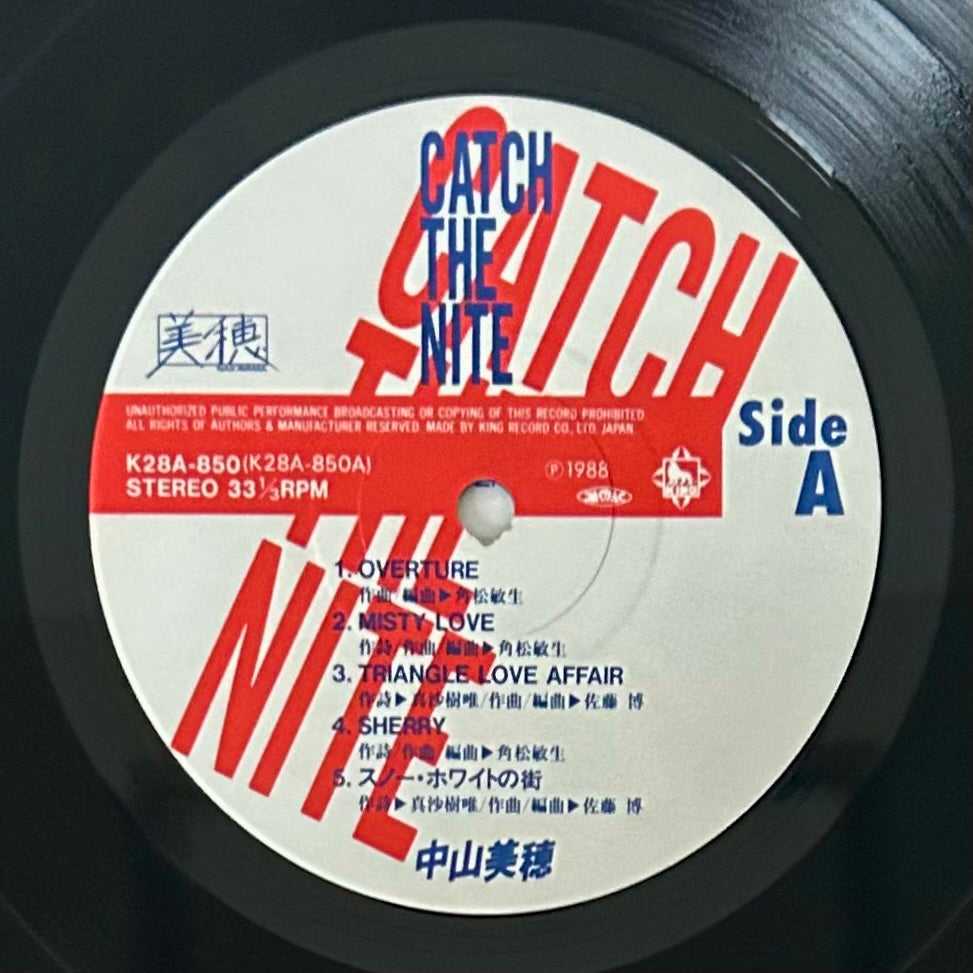 CATCH
THE
NITE
CATCH
THE
NITE
美穂
UNAUTHORIZED PUBLIC PERFORMANCE BROADCASTING OR COPYING OF THIS RECORD PROHIBITED
ALL RIGHTS OF AUTHORS & MANUFACTURER RESERVED. MADE BY KING RECORD CO., LTD. JAPAN
K28A-850(K28A-850A)
STEREO 33⅓RPM
Ⓟ1988
KING
Side
A
1. OVERTURE
作曲/編曲▶角松敏生
2. MISTY LOVE
作詩/作曲/編曲▶角松敏生
3. TRIANGLE LOVE AFFAIR
作詩▶真沙樹唯/作曲/編曲▶佐藤 博
4. SHERRY
作詩/作曲/編曲▶角松敏生
5. スノー・ホワイトの街
作詩▶真沙樹唯/作曲/編曲▶佐藤 博
中山美穂